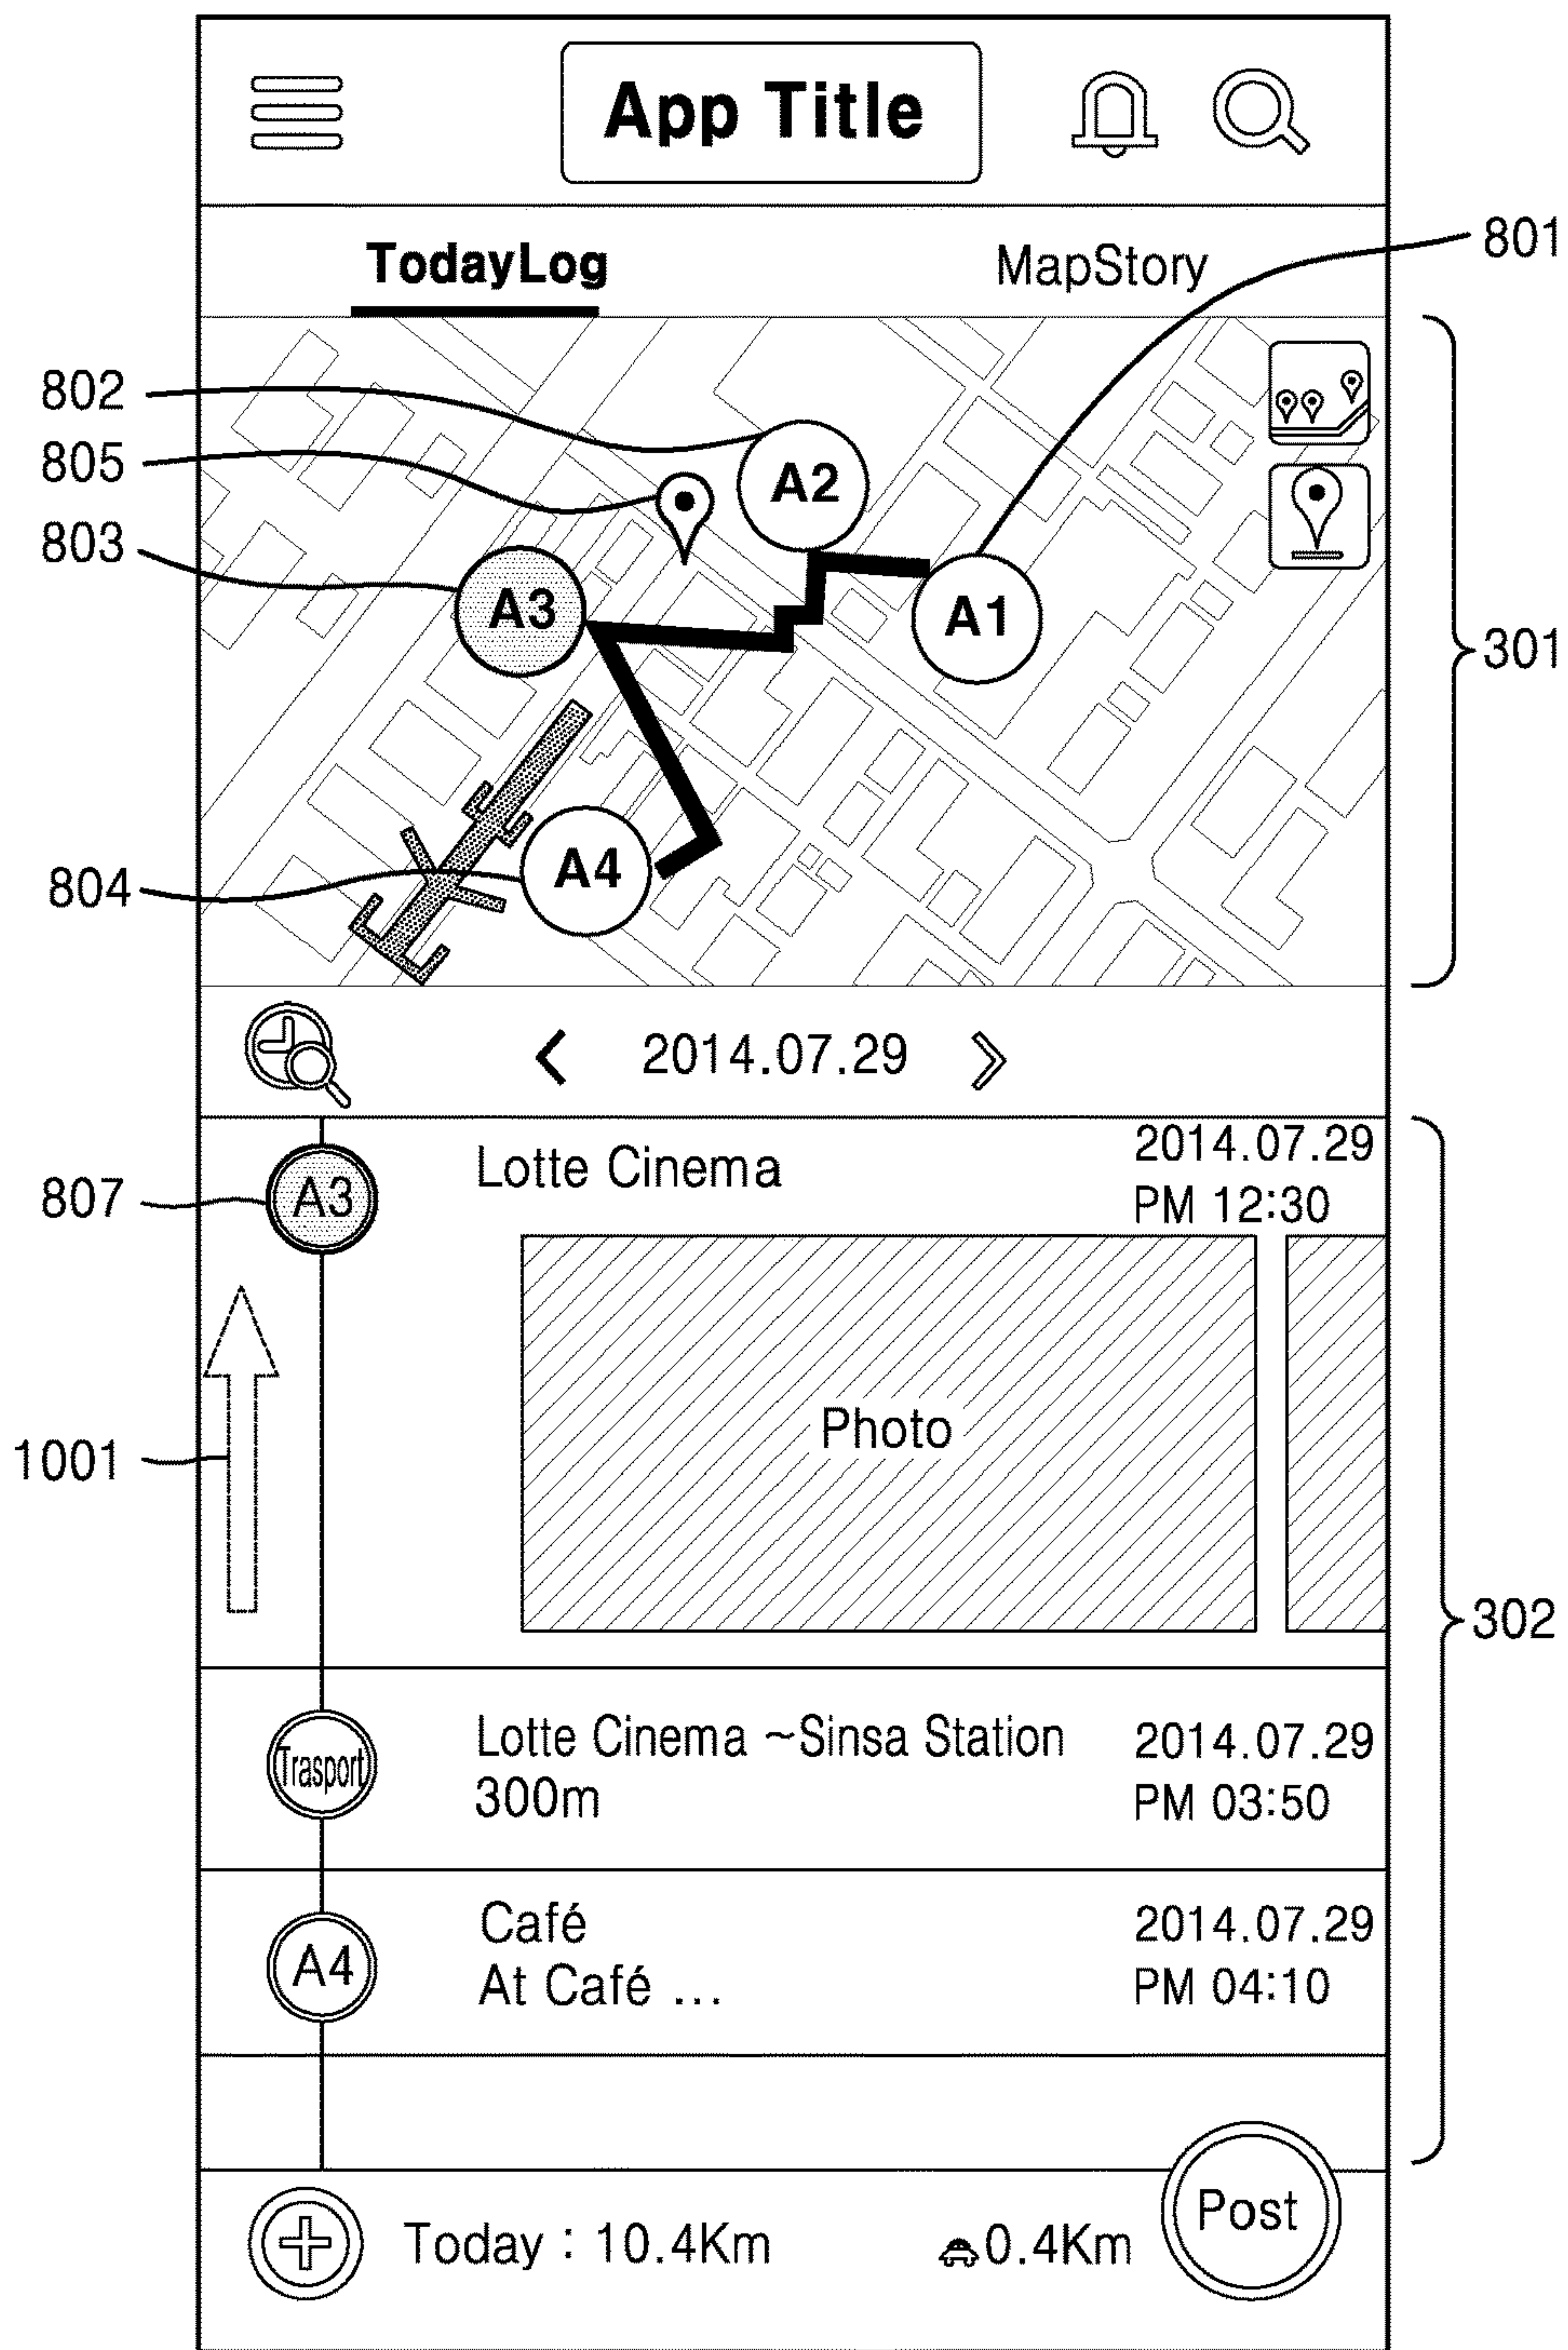 App Title
TodayLog
MapStory
801
802
805
803
A2
A3
A1
301
804
A4
2014.07.29
807
A3
Lotte Cinema
2014.07.29
PM 12:30
Photo
1001
302
Trasport
Lotte Cinema ~Sinsa Station
300m
2014.07.29
PM 03:50
A4
Café
At Café ...
2014.07.29
PM 04:10
Today : 10.4Km
0.4Km
Post